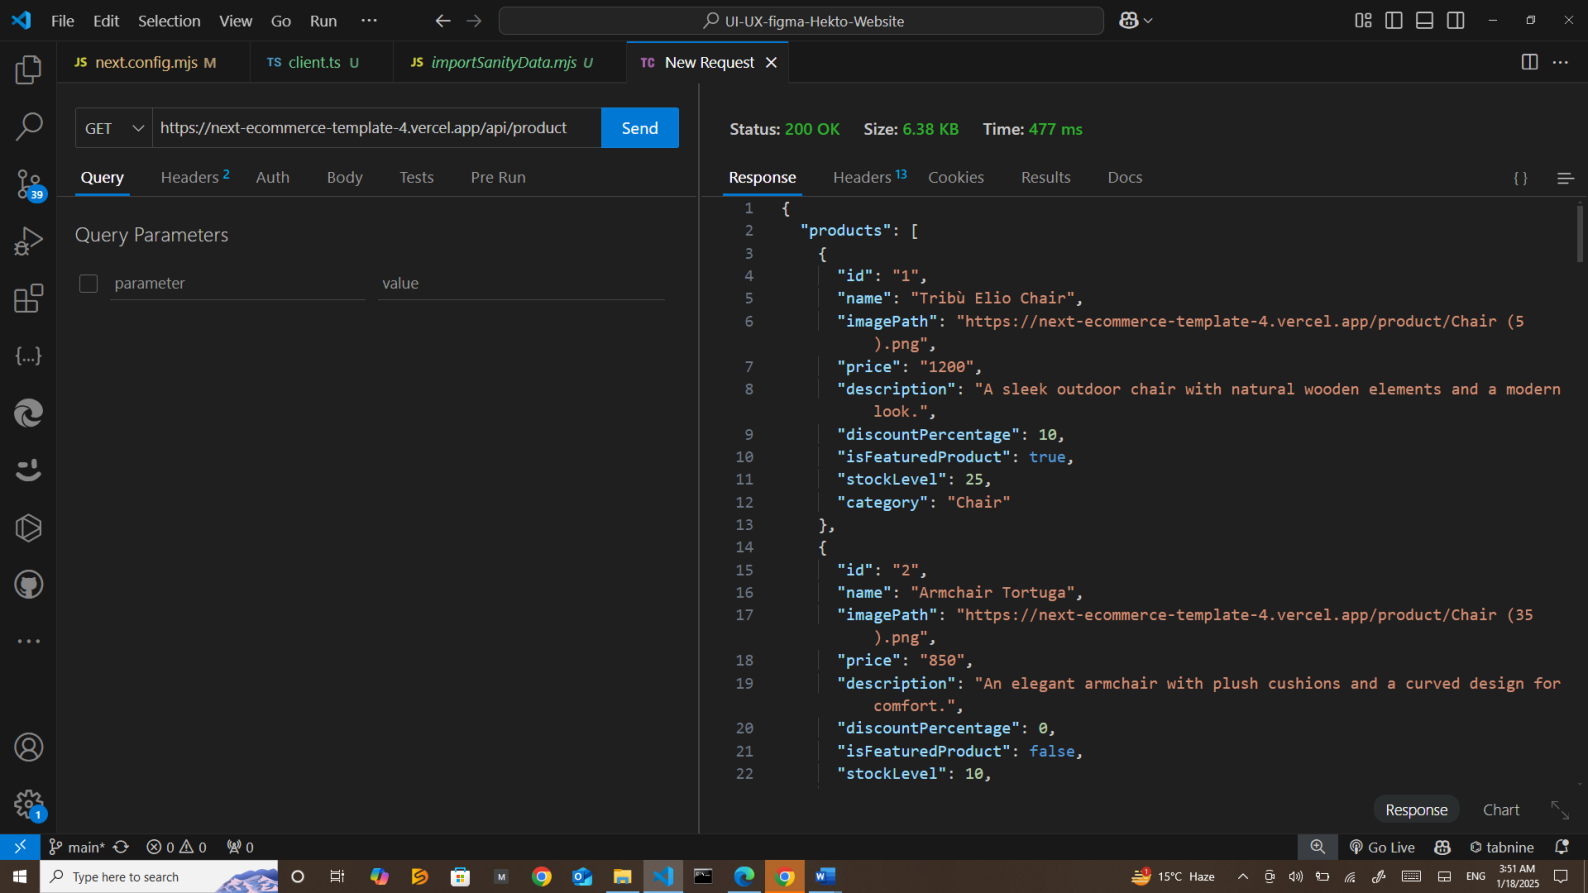 File Edit Selection View Go Run ···
UI-UX-figma-Hekto-Website
JS next.config.mjs M
TS client.ts U
JS importSanityData.mjs U
TC New Request
GET
https://next-ecommerce-template-4.vercel.app/api/product
Send
Query Headers 2 Auth Body Tests Pre Run
Query Parameters
parameter value
39
{...}
1
Status: 200 OK Size: 6.38 KB Time: 477 ms
Response Headers 13 Cookies Results Docs { }
1 {
2 "products": [
3 {
4 "id": "1",
5 "name": "Tribù Elio Chair",
6 "imagePath": "https://next-ecommerce-template-4.vercel.app/product/Chair (5
).png",
7 "price": "1200",
8 "description": "A sleek outdoor chair with natural wooden elements and a modern
look.",
9 "discountPercentage": 10,
10 "isFeaturedProduct": true,
11 "stockLevel": 25,
12 "category": "Chair"
13 },
14 {
15 "id": "2",
16 "name": "Armchair Tortuga",
17 "imagePath": "https://next-ecommerce-template-4.vercel.app/product/Chair (35
).png",
18 "price": "850",
19 "description": "An elegant armchair with plush cushions and a curved design for
comfort.",
20 "discountPercentage": 0,
21 "isFeaturedProduct": false,
22 "stockLevel": 10,
Response Chart
main* 0 0 0
Go Live tabnine
Type here to search
15°C Haze
ENG
3:51 AM
1/18/2025